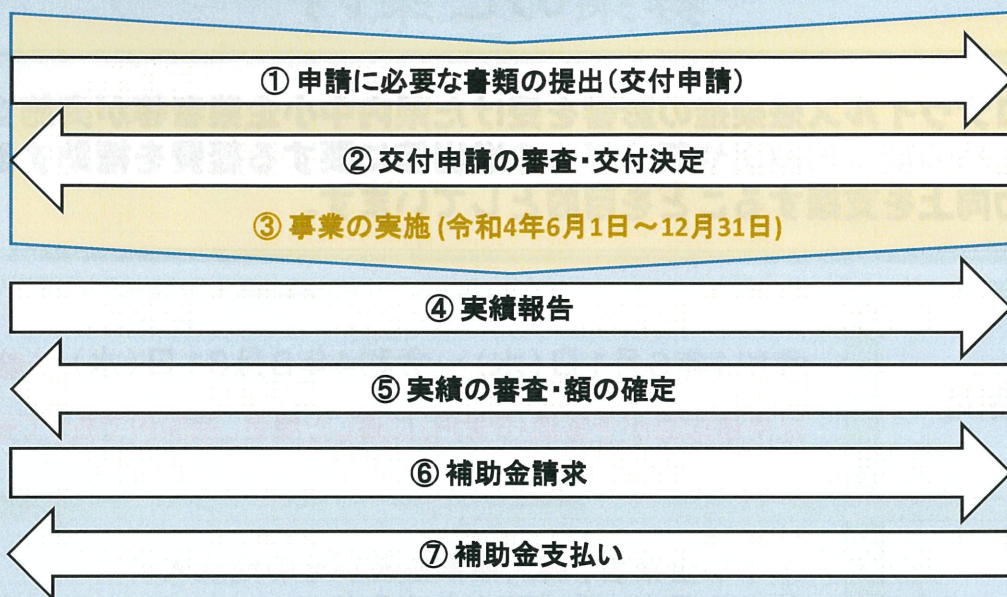 ① 申請に必要な書類の提出(交付申請)
② 交付申請の審査・交付決定
③ 事業の実施 (令和4年6月1日～12月31日)
④ 実績報告
⑤ 実績の審査・額の確定
⑥ 補助金請求
⑦ 補助金支払い